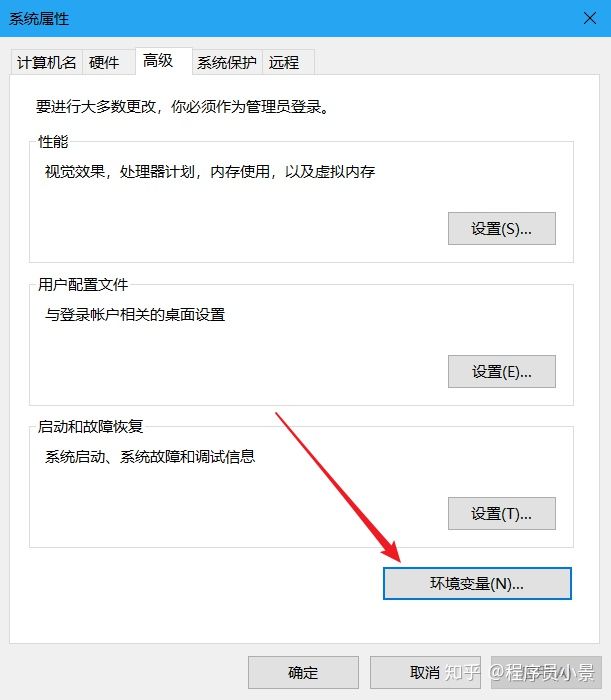 系统属性
计算机名 硬件 高级 系统保护 远程
要进行大多数更改，你必须作为管理员登录。
性能
视觉效果，处理器计划，内存使用，以及虚拟内存
设置(S)...
用户配置文件
与登录帐户相关的桌面设置
设置(E)...
启动和故障恢复
系统启动、系统故障和调试信息
设置(T)...
环境变量(N)...
确定 取消
知乎 @程序员小景